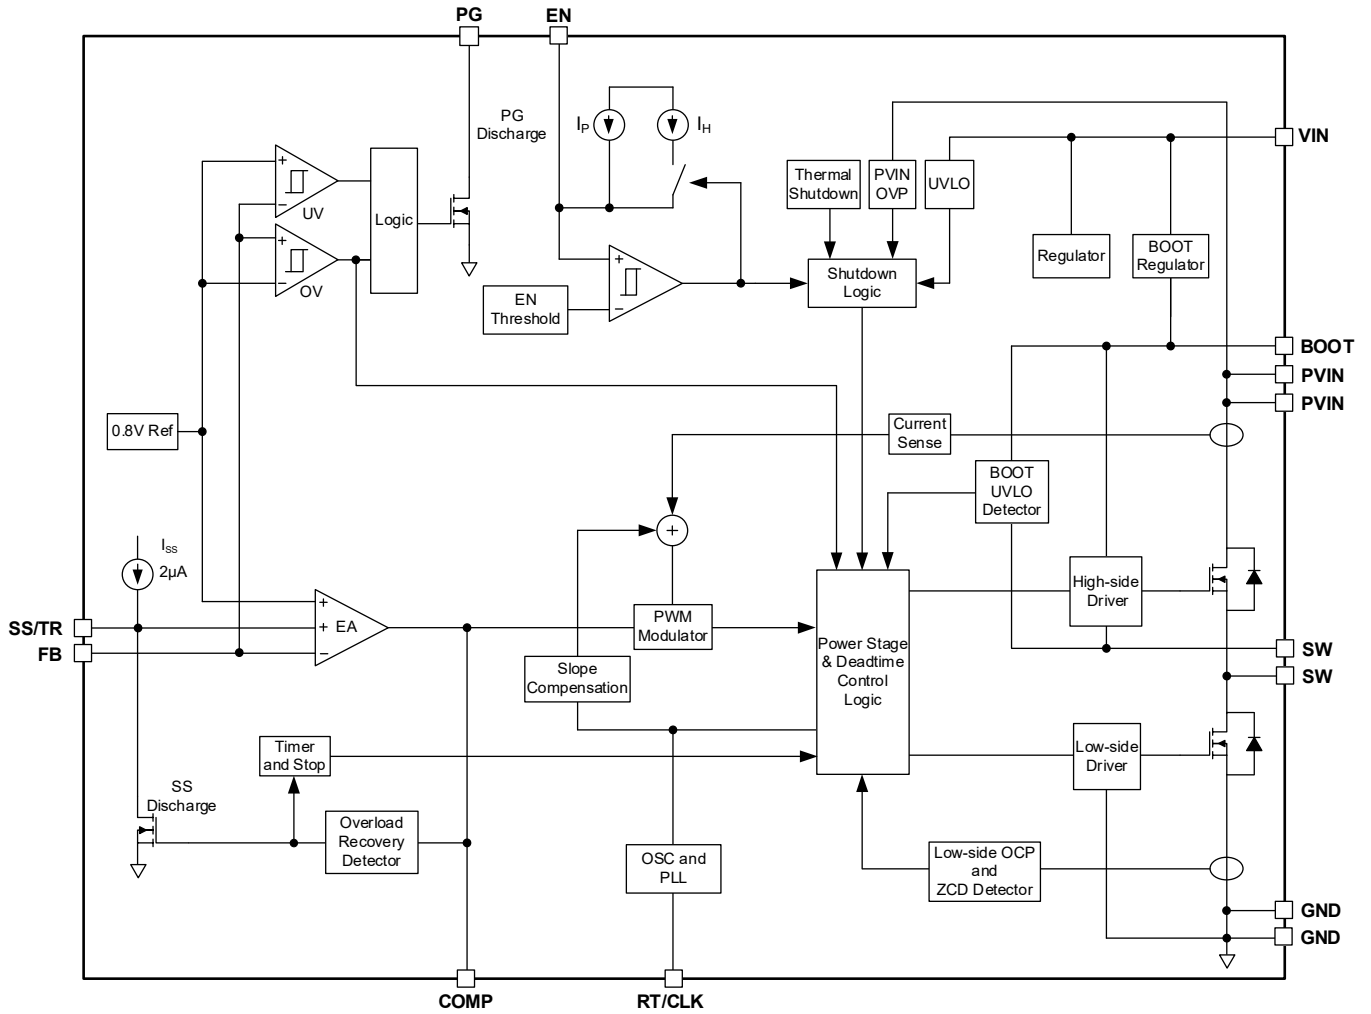 PG
EN
PG
Discharge
IP
IH
VIN
+
−
UV
Thermal
Shutdown
PVIN
OVP
UVLO
Logic
+
−
OV
Regulator
BOOT
Regulator
+
−
Shutdown
Logic
EN
Threshold
BOOT
PVIN
PVIN
0.8V Ref
Current
Sense
BOOT
UVLO
Detector
+
ISS
2µA
High-side
Driver
+
+
−
EA
PWM
Modulator
SS/TR
FB
Power Stage
& Deadtime
Control
Logic
SW
SW
Slope
Compensation
Timer
and Stop
Low-side
Driver
SS
Discharge
Overload
Recovery
Detector
OSC and
PLL
Low-side OCP
and
ZCD Detector
GND
GND
COMP
RT/CLK